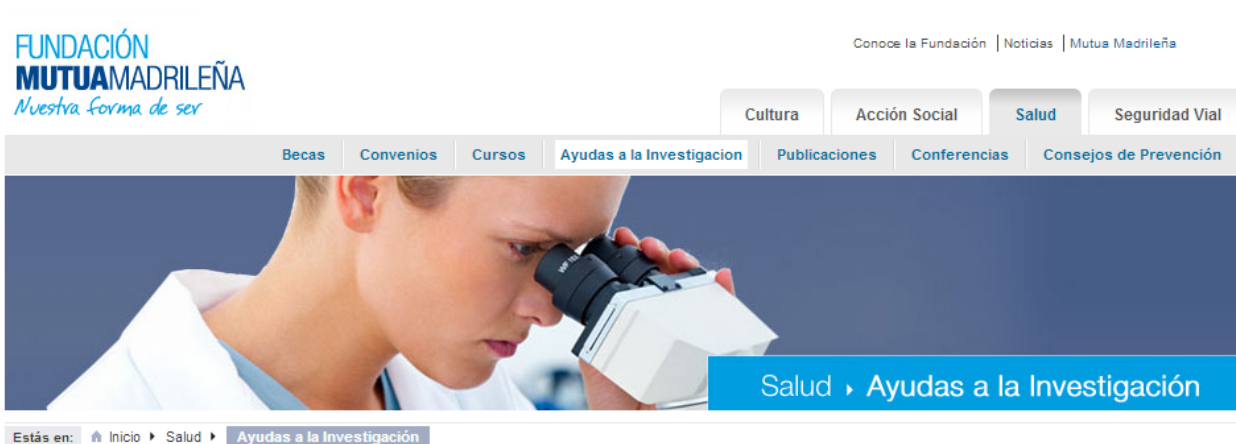 FUNDACIÓN
MUTUAMADRILEÑA
Nuestra forma de ser
Conoce la Fundación | Noticias | Mutua Madrileña
Cultura Acción Social Salud Seguridad Vial
Becas Convenios Cursos Ayudas a la Investigacion Publicaciones Conferencias Consejos de Prevención
WF 10X
Salud ▸ Ayudas a la Investigación
Estás en: Inicio ▸ Salud ▸ Ayudas a la Investigación